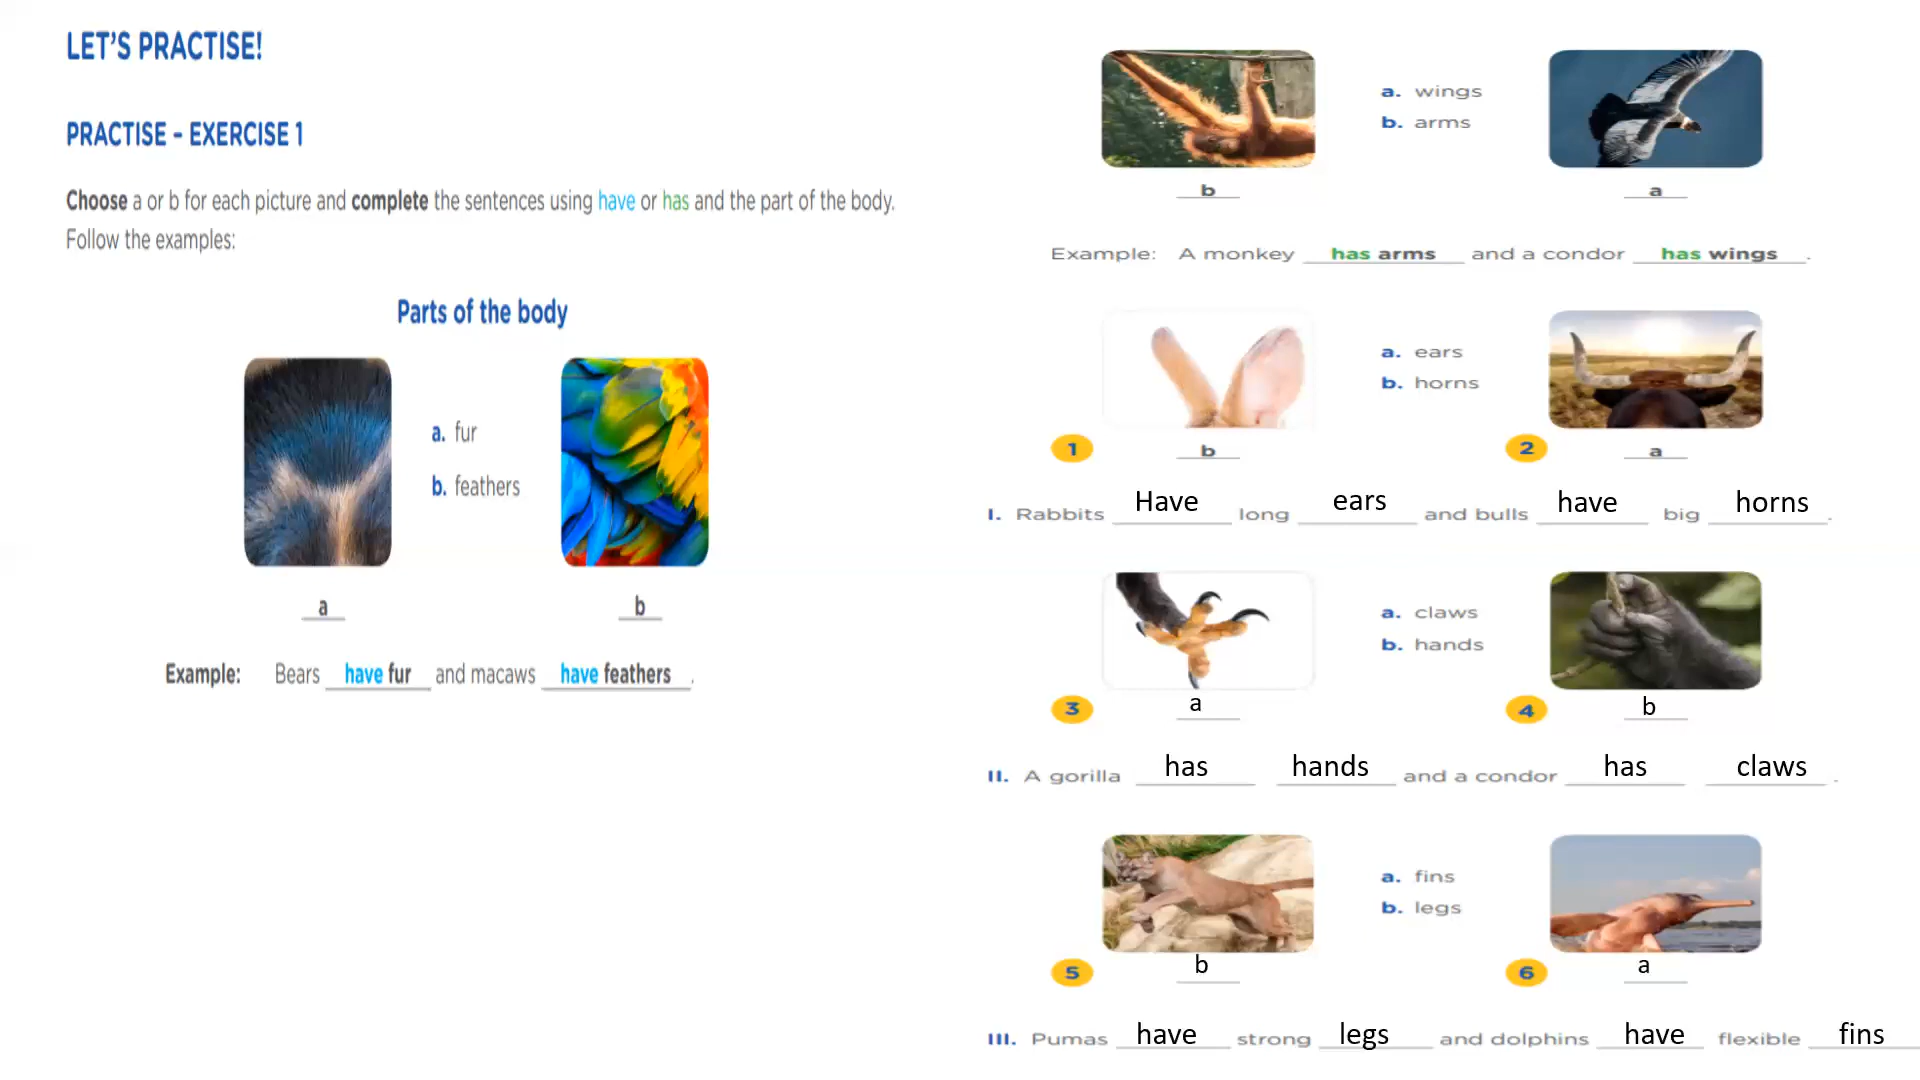 LET'S PRACTISE!
PRACTISE – EXERCISE 1
Choose a or b for each picture and complete the sentences using have or has and the part of the body.
Follow the examples:
Parts of the body
a. fur
b. feathers
a
b
Example: Bears have fur and macaws have feathers.
a. wings
b. arms
b
a
Example: A monkey has arms and a condor has wings.
a. ears
b. horns
1 b
2 a
I. Rabbits Have long ears and bulls have big horns.
a. claws
b. hands
3 a
4 b
II. A gorilla has hands and a condor has claws.
a. fins
b. legs
5 b
6 a
III. Pumas have strong legs and dolphins have flexible fins